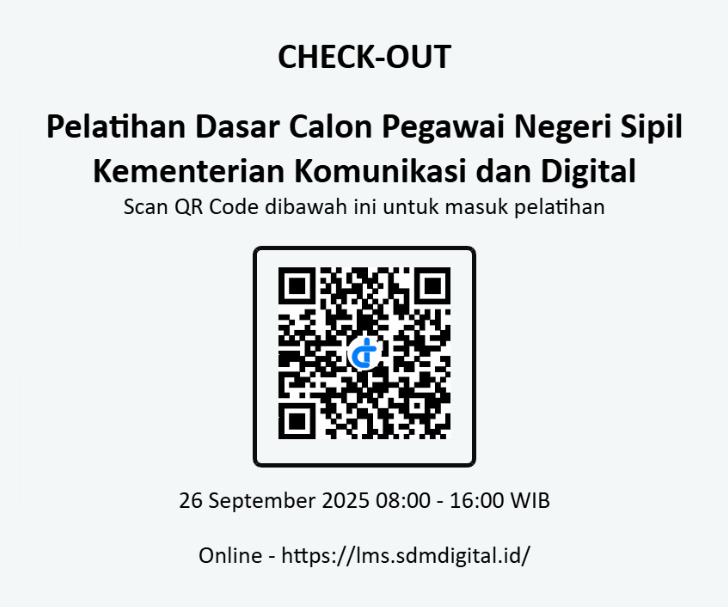 CHECK-OUT
Pelatihan Dasar Calon Pegawai Negeri Sipil
Kementerian Komunikasi dan Digital
Scan QR Code dibawah ini untuk masuk pelatihan
26 September 2025 08:00 - 16:00 WIB
Online - https://lms.sdmdigital.id/